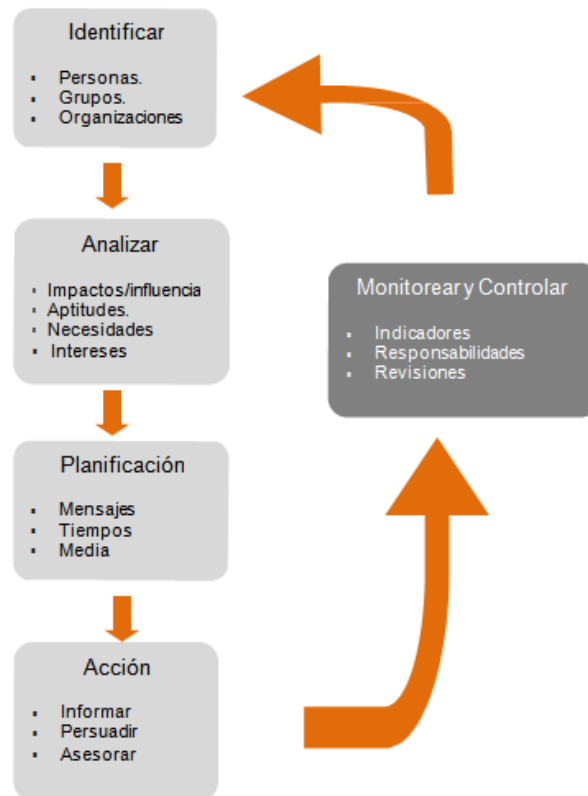 Identificar
Personas.
Grupos.
Organizaciones
Analizar
Impactos/influencia
Aptitudes.
Necesidades
Intereses
Planificación
Mensajes
Tiempos
Media
Acción
Informar
Persuadir
Asesorar
Monitorear y Controlar
Indicadores
Responsabilidades
Revisiones